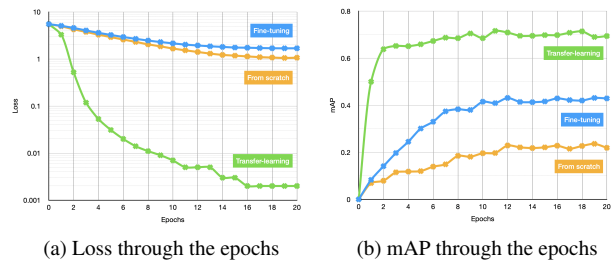 10
1
0.1
0.01
0.001
Loss
0 2 4 6 8 10 12 14 16 18 20
Epochs
Fine-tuning
From scratch
Transfer-learning
(a) Loss through the epochs
0.8
0.6
0.4
0.2
0.0
mAP
0 2 4 6 8 10 12 14 16 18 20
Epochs
Transfer-learning
Fine-tuning
From scratch
(b) mAP through the epochs